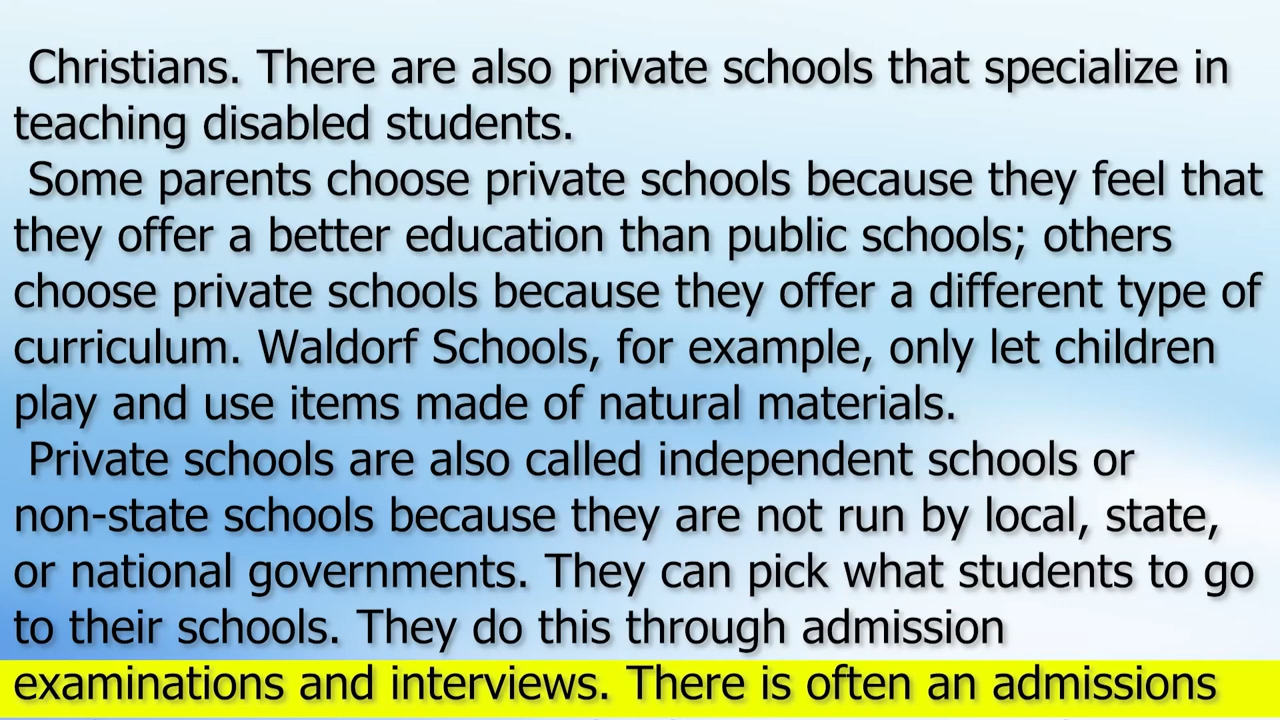 Christians. There are also private schools that specialize in
teaching disabled students.
Some parents choose private schools because they feel that
they offer a better education than public schools; others
choose private schools because they offer a different type of
curriculum. Waldorf Schools, for example, only let children
play and use items made of natural materials.
Private schools are also called independent schools or
non-state schools because they are not run by local, state,
or national governments. They can pick what students to go
to their schools. They do this through admission
examinations and interviews. There is often an admissions